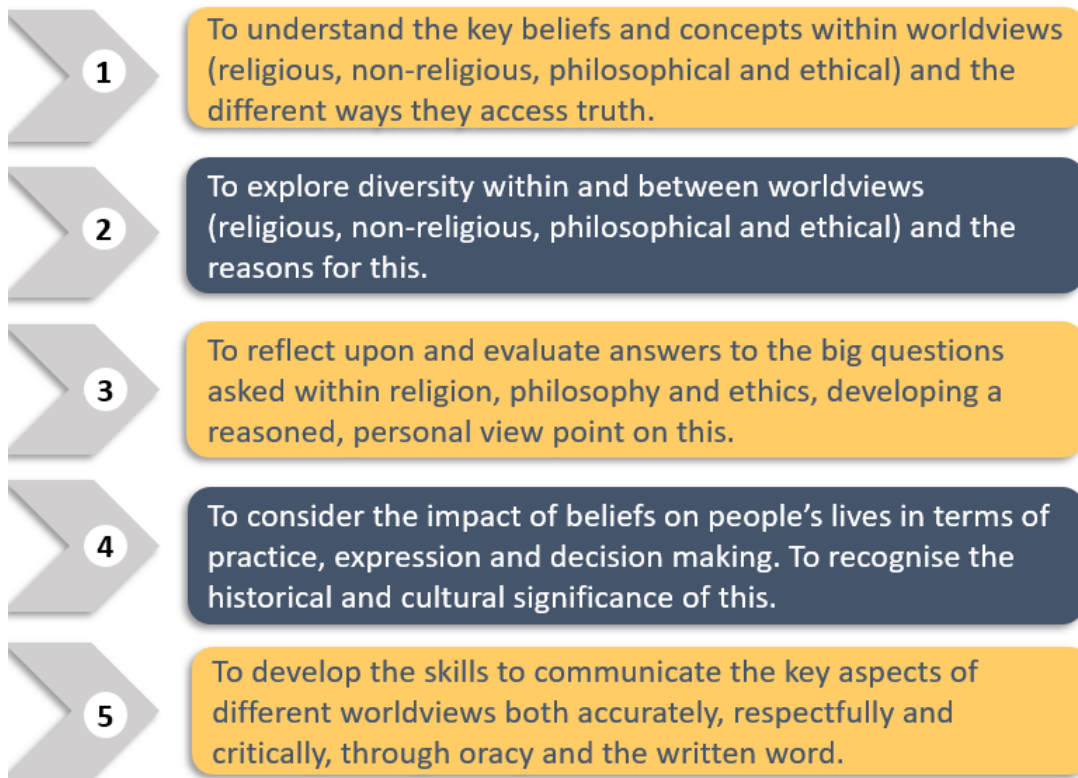 1
To understand the key beliefs and concepts within worldviews
(religious, non-religious, philosophical and ethical) and the
different ways they access truth.
2
To explore diversity within and between worldviews
(religious, non-religious, philosophical and ethical) and the
reasons for this.
3
To reflect upon and evaluate answers to the big questions
asked within religion, philosophy and ethics, developing a
reasoned, personal view point on this.
4
To consider the impact of beliefs on people’s lives in terms of
practice, expression and decision making. To recognise the
historical and cultural significance of this.
5
To develop the skills to communicate the key aspects of
different worldviews both accurately, respectfully and
critically, through oracy and the written word.